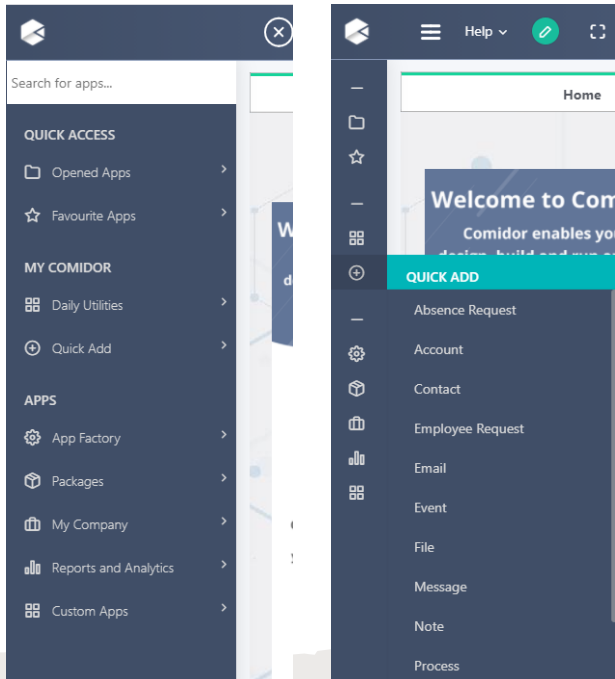 Search for apps...
QUICK ACCESS
Opened Apps
Favourite Apps
MY COMIDOR
Daily Utilities
Quick Add
APPS
App Factory
Packages
My Company
Reports and Analytics
Custom Apps
W
d
Help
Home
Welcome to Com
Comidor enables you
QUICK ADD
Absence Request
Account
Contact
Employee Request
Email
Event
File
Message
Note
Process